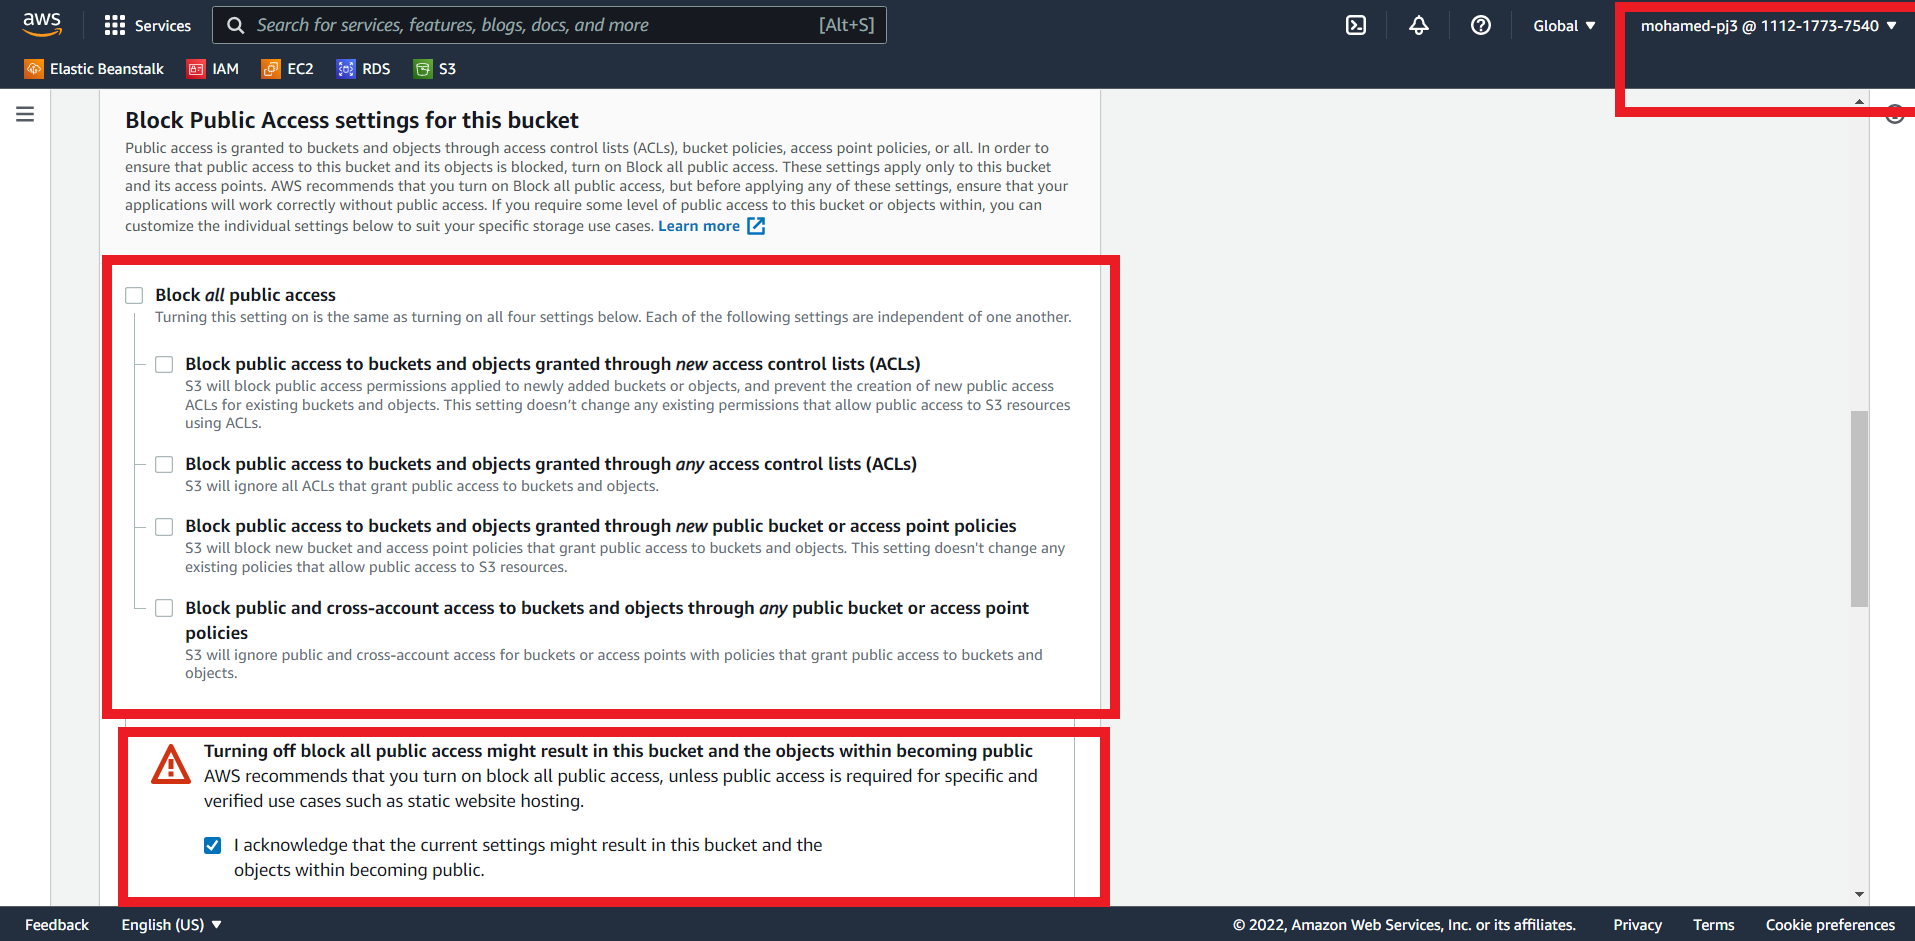 aws
Services
Search for services, features, blogs, docs, and more
[Alt+S]
Global
mohamed-pj3 @ 1112-1773-7540
Elastic Beanstalk
IAM
EC2
RDS
S3
Block Public Access settings for this bucket
Public access is granted to buckets and objects through access control lists (ACLs), bucket policies, access point policies, or all. In order to
ensure that public access to this bucket and its objects is blocked, turn on Block all public access. These settings apply only to this bucket
and its access points. AWS recommends that you turn on Block all public access, but before applying any of these settings, ensure that your
applications will work correctly without public access. If you require some level of public access to this bucket or objects within, you can
customize the individual settings below to suit your specific storage use cases. Learn more
Block all public access
Turning this setting on is the same as turning on all four settings below. Each of the following settings are independent of one another.
Block public access to buckets and objects granted through new access control lists (ACLs)
S3 will block public access permissions applied to newly added buckets or objects, and prevent the creation of new public access
ACLs for existing buckets and objects. This setting doesn't change any existing permissions that allow public access to S3 resources
using ACLs.
Block public access to buckets and objects granted through any access control lists (ACLs)
S3 will ignore all ACLs that grant public access to buckets and objects.
Block public access to buckets and objects granted through new public bucket or access point policies
S3 will block new bucket and access point policies that grant public access to buckets and objects. This setting doesn't change any
existing policies that allow public access to S3 resources.
Block public and cross-account access to buckets and objects through any public bucket or access point
policies
S3 will ignore public and cross-account access for buckets or access points with policies that grant public access to buckets and
objects.
Turning off block all public access might result in this bucket and the objects within becoming public
AWS recommends that you turn on block all public access, unless public access is required for specific and
verified use cases such as static website hosting.
I acknowledge that the current settings might result in this bucket and the
objects within becoming public.
Feedback
English (US)
© 2022, Amazon Web Services, Inc. or its affiliates.
Privacy
Terms
Cookie preferences